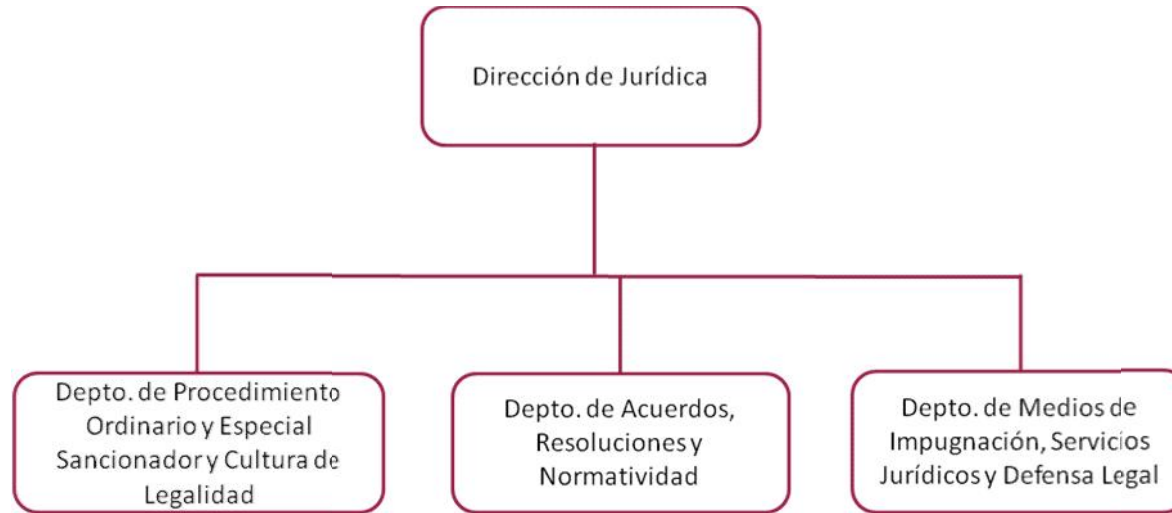 Dirección de Jurídica
Depto. de Procedimiento
Ordinario y Especial
Sancionador y Cultura de
Legalidad
Depto. de Acuerdos,
Resoluciones y
Normatividad
Depto. de Medios de
Impugnación, Servicios
Jurídicos y Defensa Legal